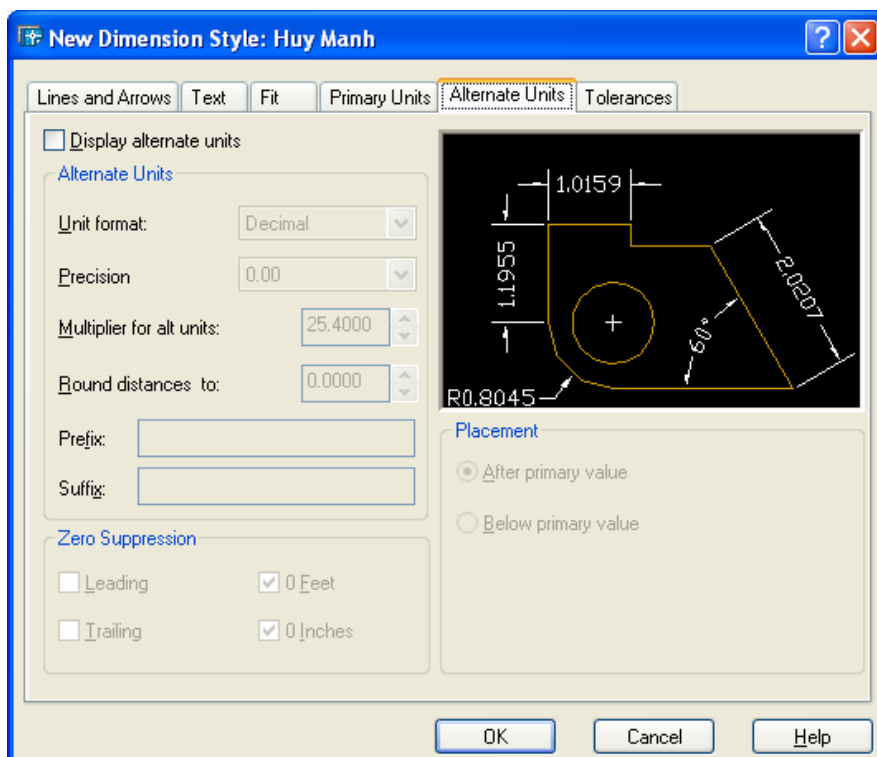 New Dimension Style: Huy Manh
Lines and Arrows Text Fit Primary Units Alternate Units Tolerances
Display alternate units
Alternate Units
Unit format: Decimal
Precision 0.00
Multiplier for alt units: 25.4000
Round distances to: 0.0000
Prefix:
Suffix:
Zero Suppression
Leading 0 Feet
Trailing 0 Inches
1.0159
1.1955
2.0207
60°
R0.8045
Placement
After primary value
Below primary value
OK Cancel Help